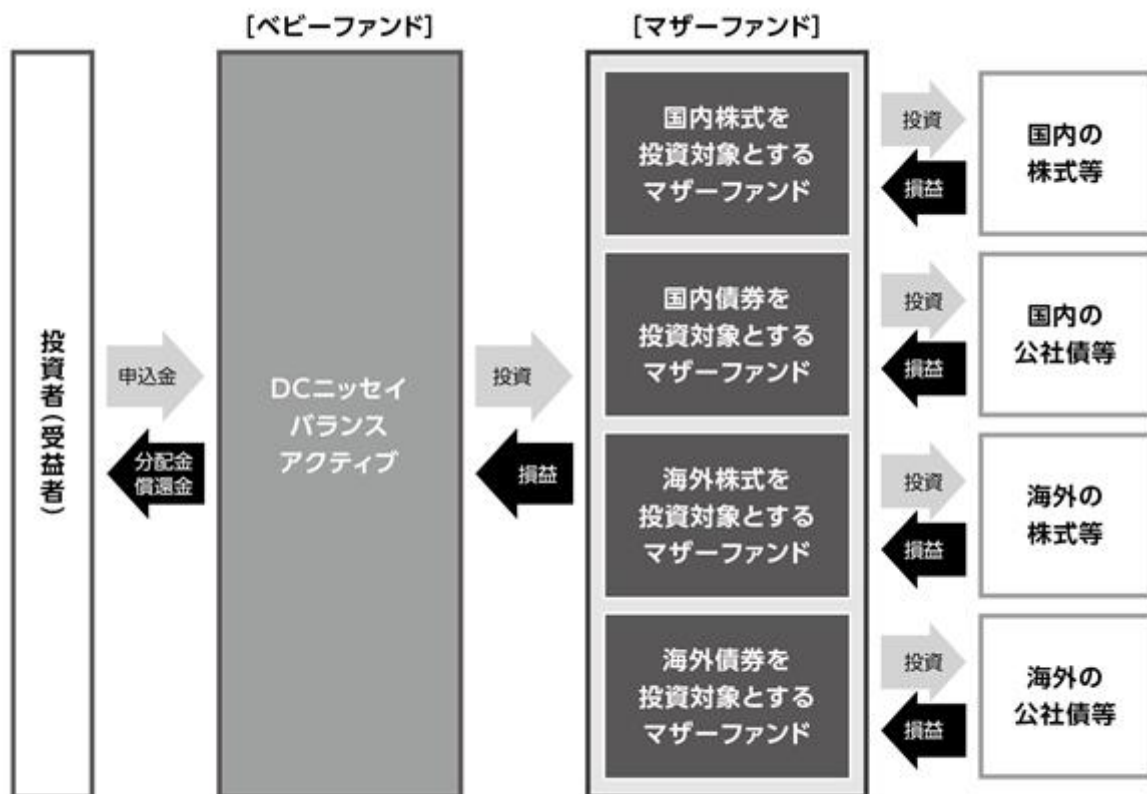 [ベビーファンド]
[マザーファンド]
投資者(受益者)
申込金
分配金
償還金
DCニッセイ
バランス
アクティブ
投資
損益
国内株式を
投資対象とする
マザーファンド
投資
損益
国内の
株式等
国内債券を
投資対象とする
マザーファンド
投資
損益
国内の
公社債等
海外株式を
投資対象とする
マザーファンド
投資
損益
海外の
株式等
海外債券を
投資対象とする
マザーファンド
投資
損益
海外の
公社債等